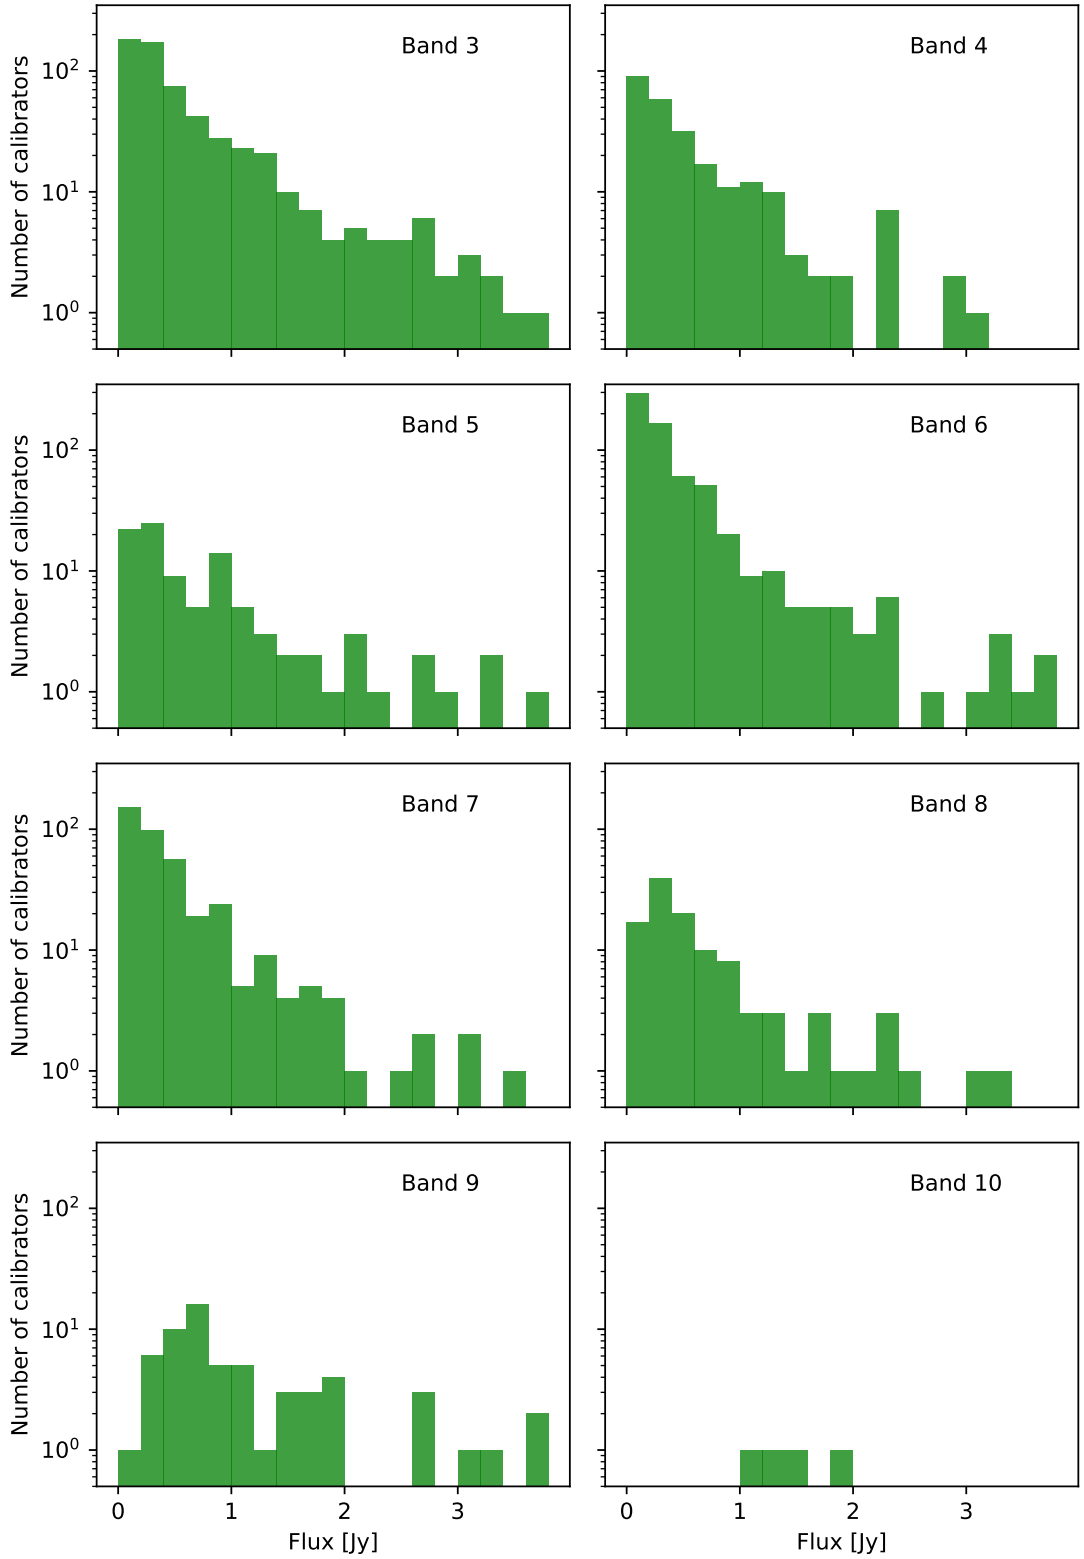 Band 3
Band 4
Number of calibrators
10²
10¹
10⁰
Band 5
Band 6
Number of calibrators
10²
10¹
10⁰
Band 7
Band 8
Number of calibrators
10²
10¹
10⁰
Band 9
Band 10
Number of calibrators
10²
10¹
10⁰
0 1 2 3
0 1 2 3
Flux [Jy]
Flux [Jy]